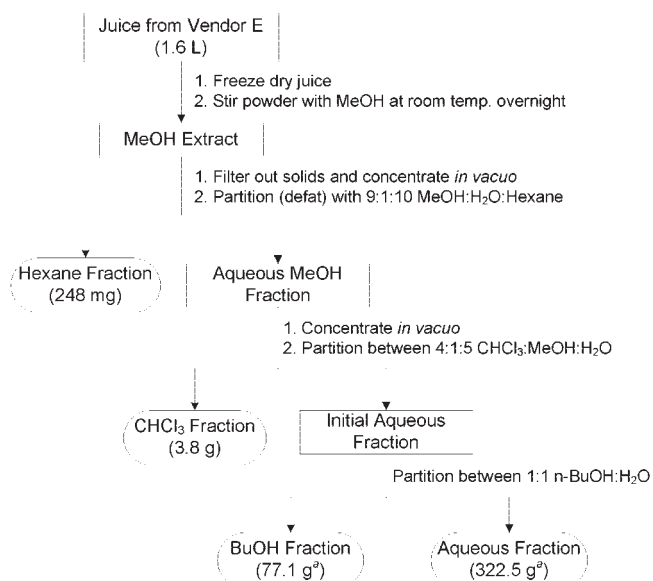 Juice from Vendor E
(1.6 L)
1. Freeze dry juice
2. Stir powder with MeOH at room temp. overnight
MeOH Extract
1. Filter out solids and concentrate in vacuo
2. Partition (defat) with 9:1:10 MeOH:H₂O:Hexane
Hexane Fraction
(248 mg)
Aqueous MeOH
Fraction
1. Concentrate in vacuo
2. Partition between 4:1:5 CHCl₃:MeOH:H₂O
CHCl₃ Fraction
(3.8 g)
Initial Aqueous
Fraction
Partition between 1:1 n-BuOH:H₂O
BuOH Fraction
(77.1 gᵃ)
Aqueous Fraction
(322.5 gᵃ)